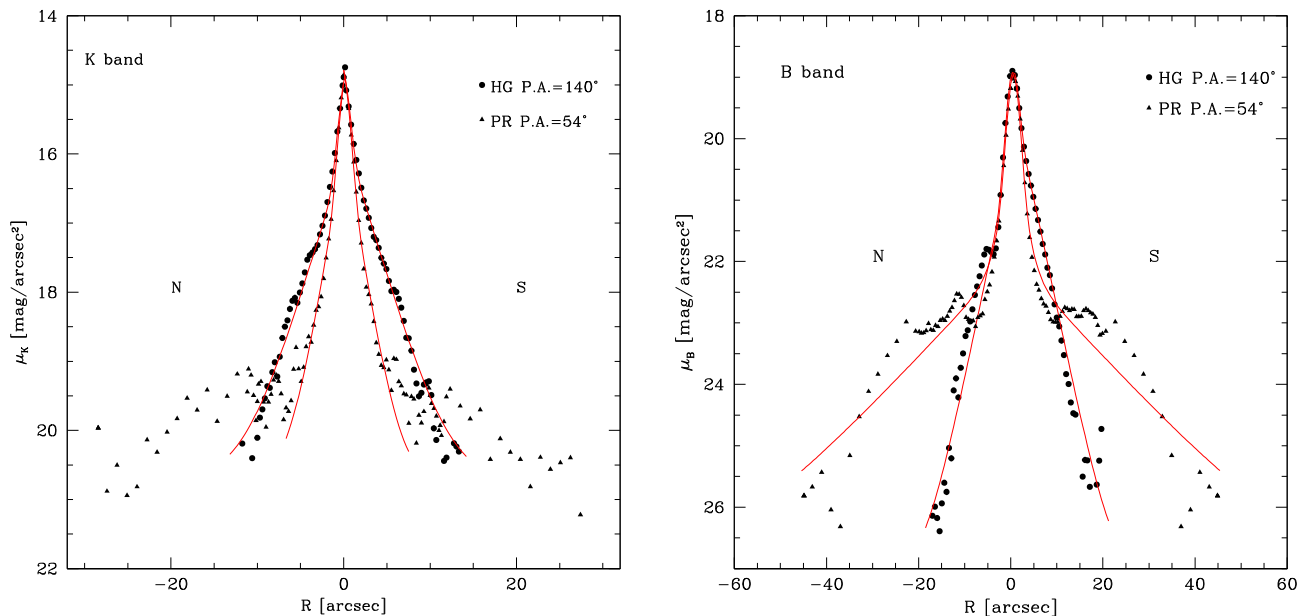 K band
HG P.A.=140°
PR P.A.=54°
N
S
14
16
18
20
22
μK [mag/arcsec²]
−20
0
20
R [arcsec]
B band
HG P.A.=140°
PR P.A.=54°
N
S
18
20
22
24
26
μB [mag/arcsec²]
−60
−40
−20
0
20
40
60
R [arcsec]